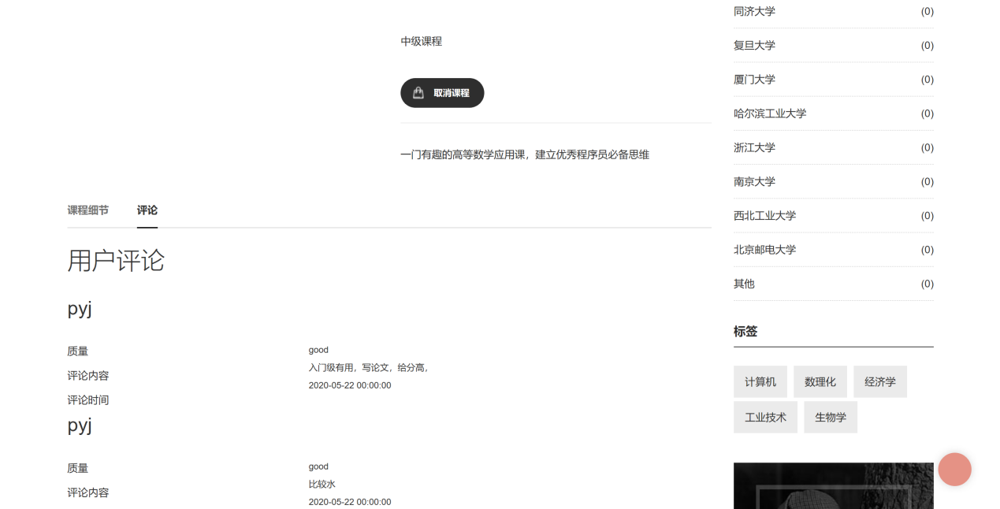 中级课程
取消课程
一门有趣的高等数学应用课，建立优秀程序员必备思维
课程细节 评论
用户评论
pyj
质量 good
评论内容 入门级有用，写论文，给分高，
评论时间 2020-05-22 00:00:00
pyj
质量 good
评论内容 比较水
2020-05-22 00:00:00
同济大学 (0)
复旦大学 (0)
厦门大学 (0)
哈尔滨工业大学 (0)
浙江大学 (0)
南京大学 (0)
西北工业大学 (0)
北京邮电大学 (0)
其他 (0)
标签
计算机 数理化 经济学
工业技术 生物学